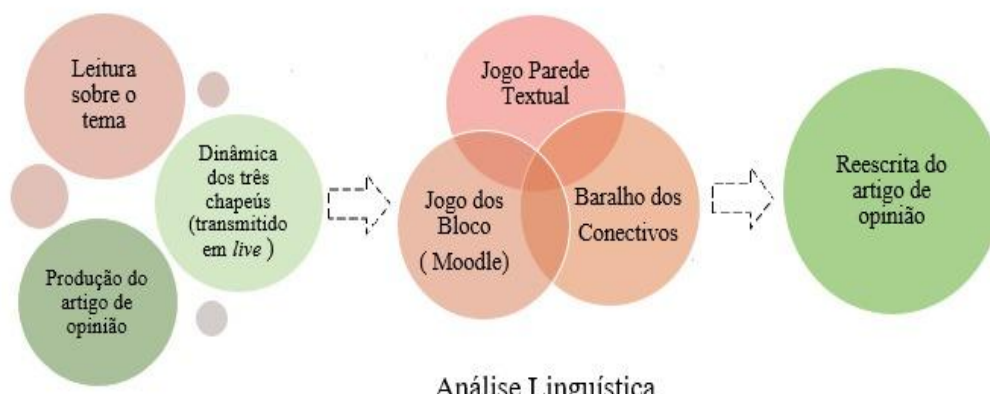 Leitura
sobre o
tema
Dinâmica
dos três
chapéus
(transmitido
em live )
Produção do
artigo de
opinião
Jogo Parede
Textual
Jogo dos
Bloco
( Moodle)
Baralho dos
Conectivos
Reescrita do
artigo de
opinião
Análise Linguística